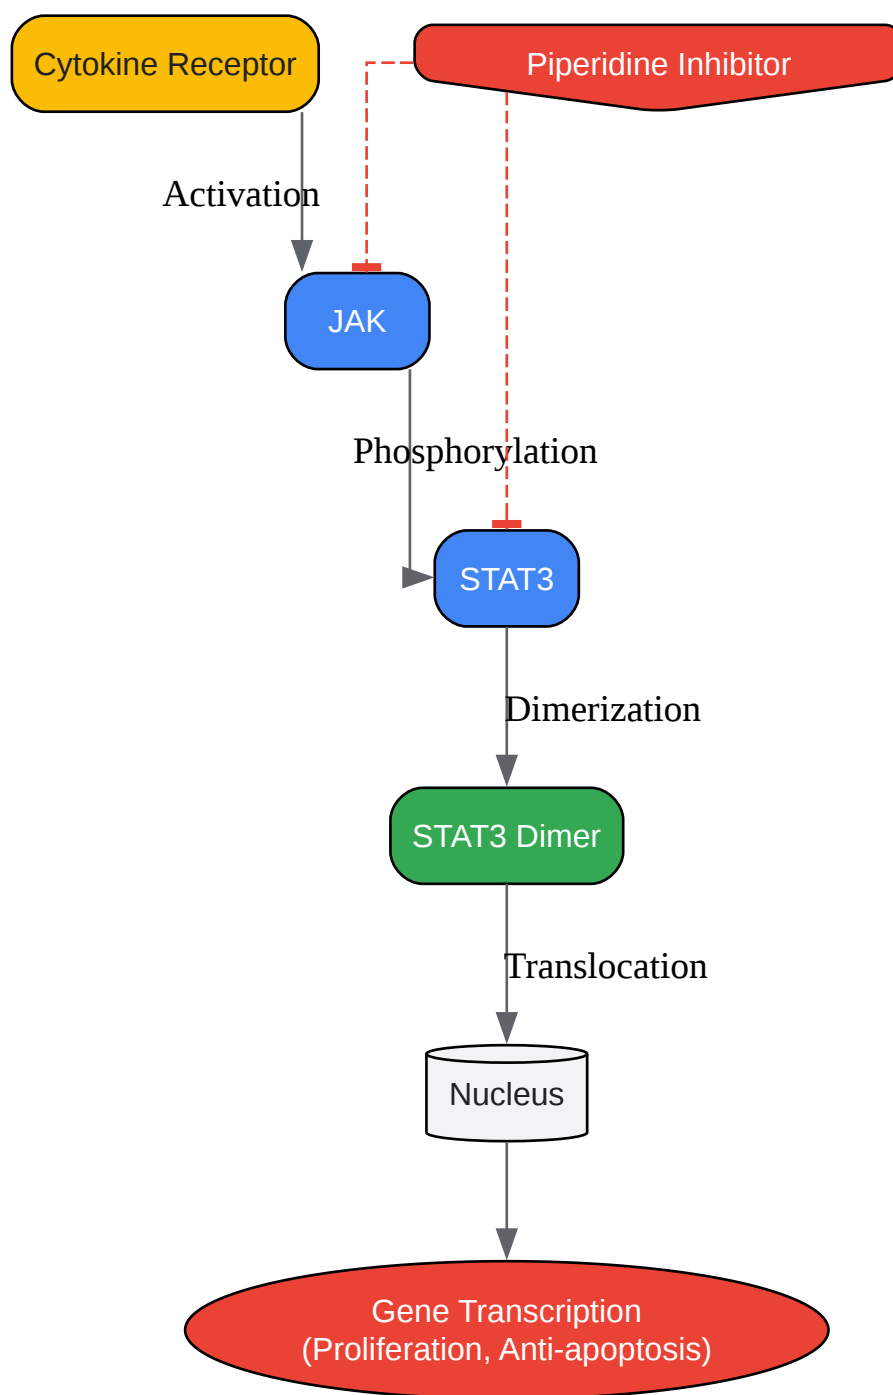 Cytokine Receptor
Piperidine Inhibitor
Activation
JAK
Phosphorylation
STAT3
Dimerization
STAT3 Dimer
Translocation
Nucleus
Gene Transcription
(Proliferation, Anti-apoptosis)